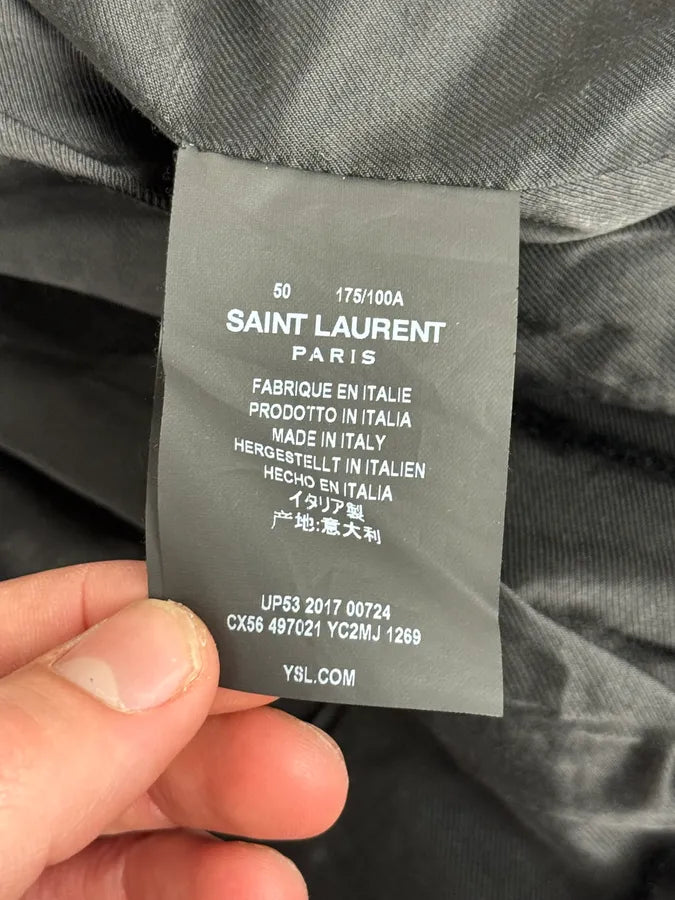 50 175/100A
SAINT LAURENT
PARIS
FABRIQUE EN ITALIE
PRODOTTO IN ITALIA
MADE IN ITALY
HERGESTELLT IN ITALIEN
HECHO EN ITALIA
イタリア製
产地:意大利
UP53 2017 00724
CX56 497021 YC2MJ 1269
YSL.COM